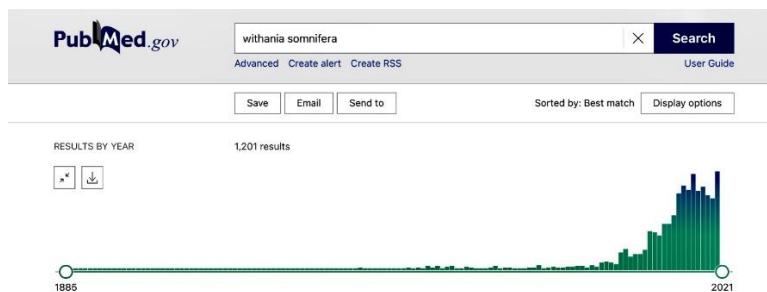 PubMed.gov
withania somnifera
Search
Advanced Create alert Create RSS
User Guide
Save Email Send to
Sorted by: Best match
Display options
RESULTS BY YEAR
1,201 results
1885
2021